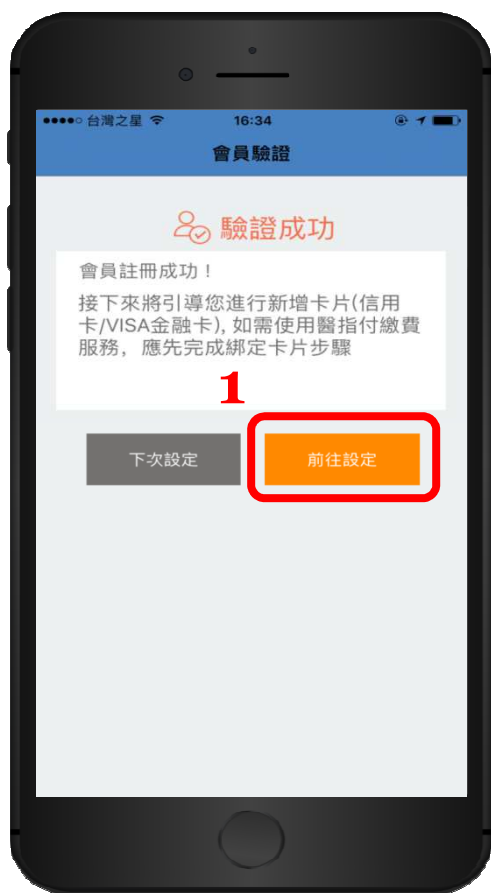 台灣之星 16:34
會員驗證
驗證成功
會員註冊成功！
接下來將引導您進行新增卡片(信用
卡/VISA金融卡), 如需使用醫指付繳費
服務，應先完成綁定卡片步驟
1
下次設定 前往設定